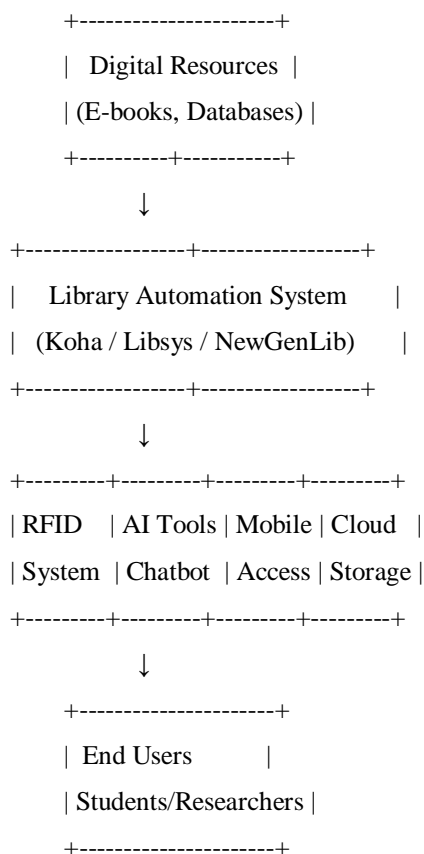 +----------------------+
| Digital Resources |
| (E-books, Databases) |
+----------+-----------+
↓
+------------------+------------------+
| Library Automation System |
| (Koha / Libsys / NewGenLib) |
+------------------+------------------+
↓
+---------+---------+---------+---------+
| RFID | AI Tools | Mobile | Cloud |
| System | Chatbot | Access | Storage |
+---------+---------+---------+---------+
↓
+----------------------+
| End Users |
| Students/Researchers |
+----------------------+